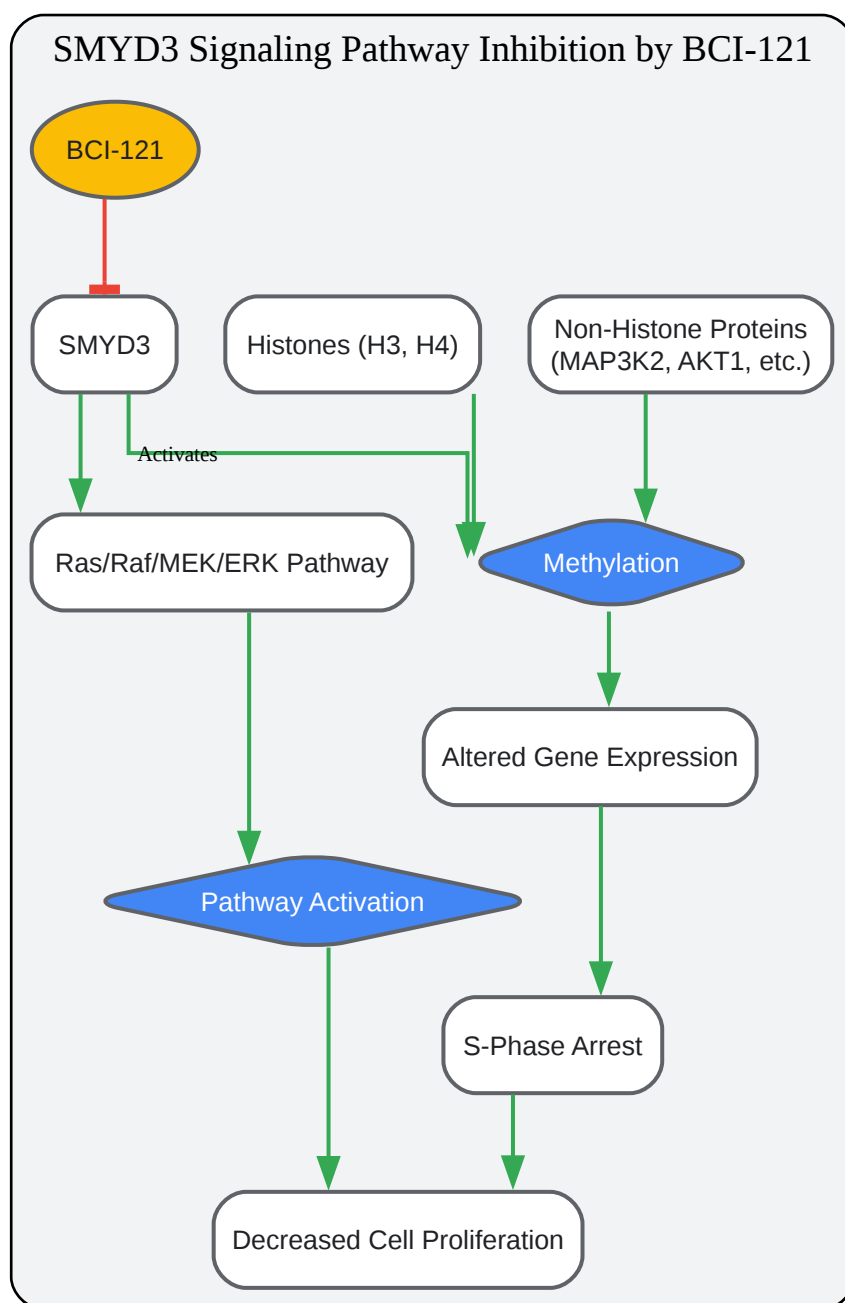 SMYD3 Signaling Pathway Inhibition by BCI-121
BCI-121
SMYD3
Histones (H3, H4)
Non-Histone Proteins
(MAP3K2, AKT1, etc.)
Activates
Ras/Raf/MEK/ERK Pathway
Methylation
Altered Gene Expression
Pathway Activation
S-Phase Arrest
Decreased Cell Proliferation